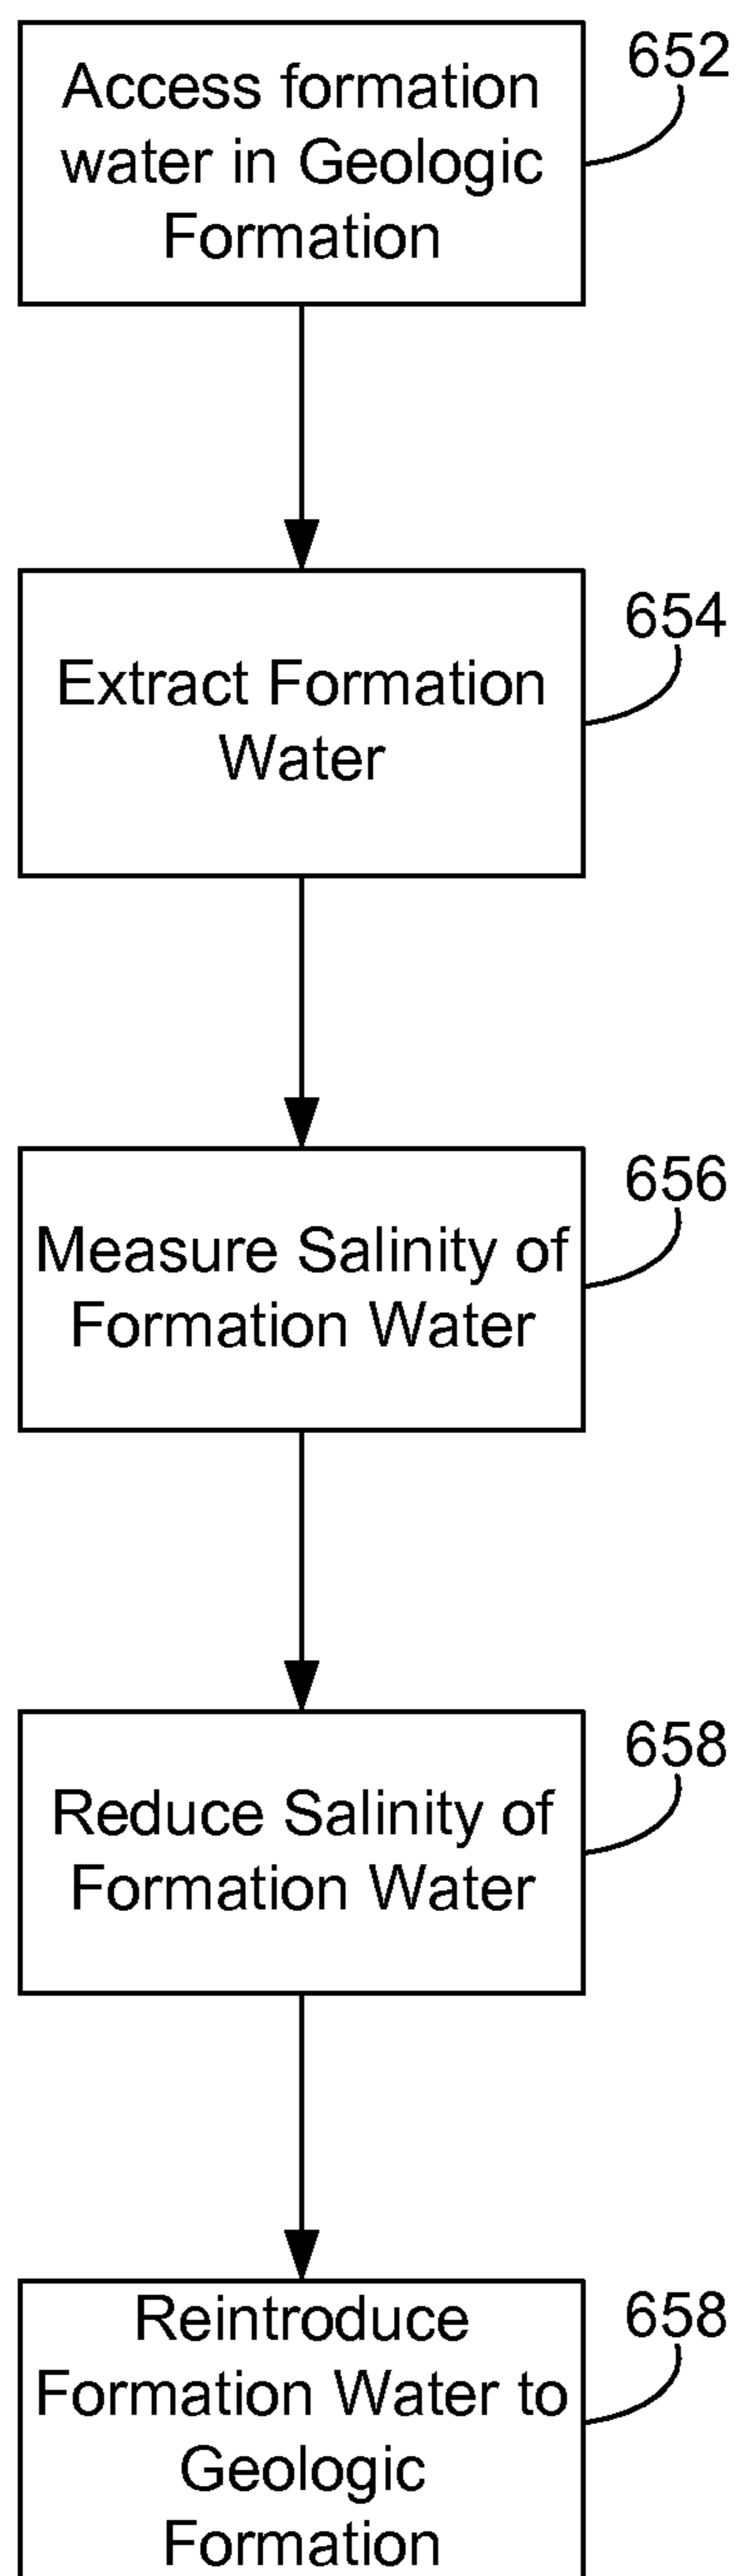 Access formation
water in Geologic
Formation
652
Extract Formation
Water
654
Measure Salinity of
Formation Water
656
Reduce Salinity of
Formation Water
658
Reintroduce
Formation Water to
Geologic
Formation
658